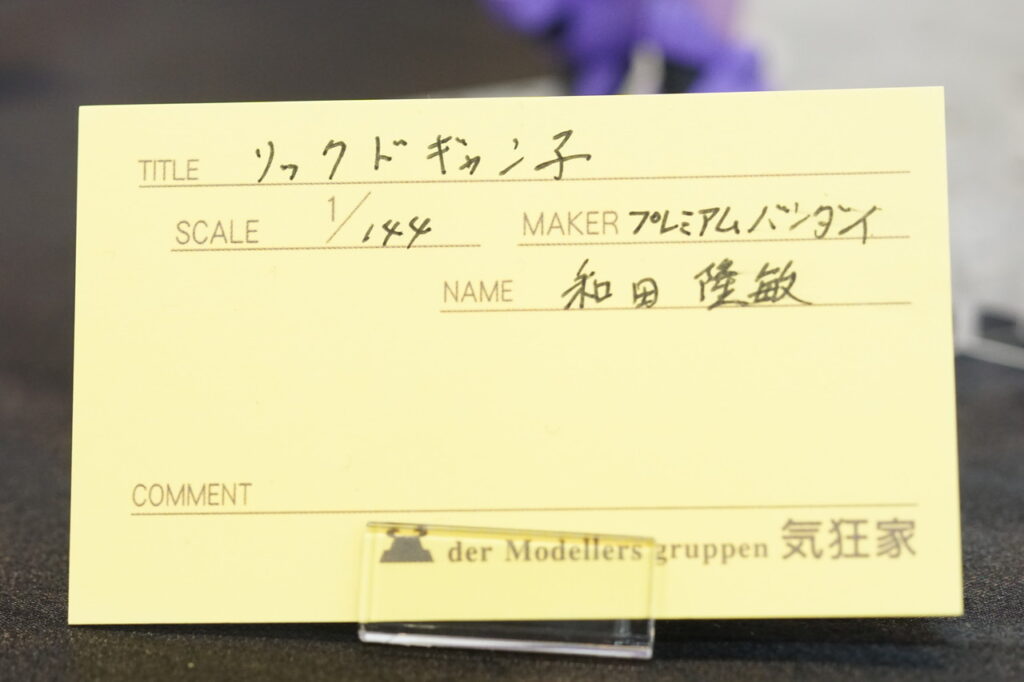 TITLE リックドギャン子
SCALE 1/144 MAKER プレミアムバンダイ
NAME 和田 隆敏
COMMENT
der Modellers gruppen 気狂家